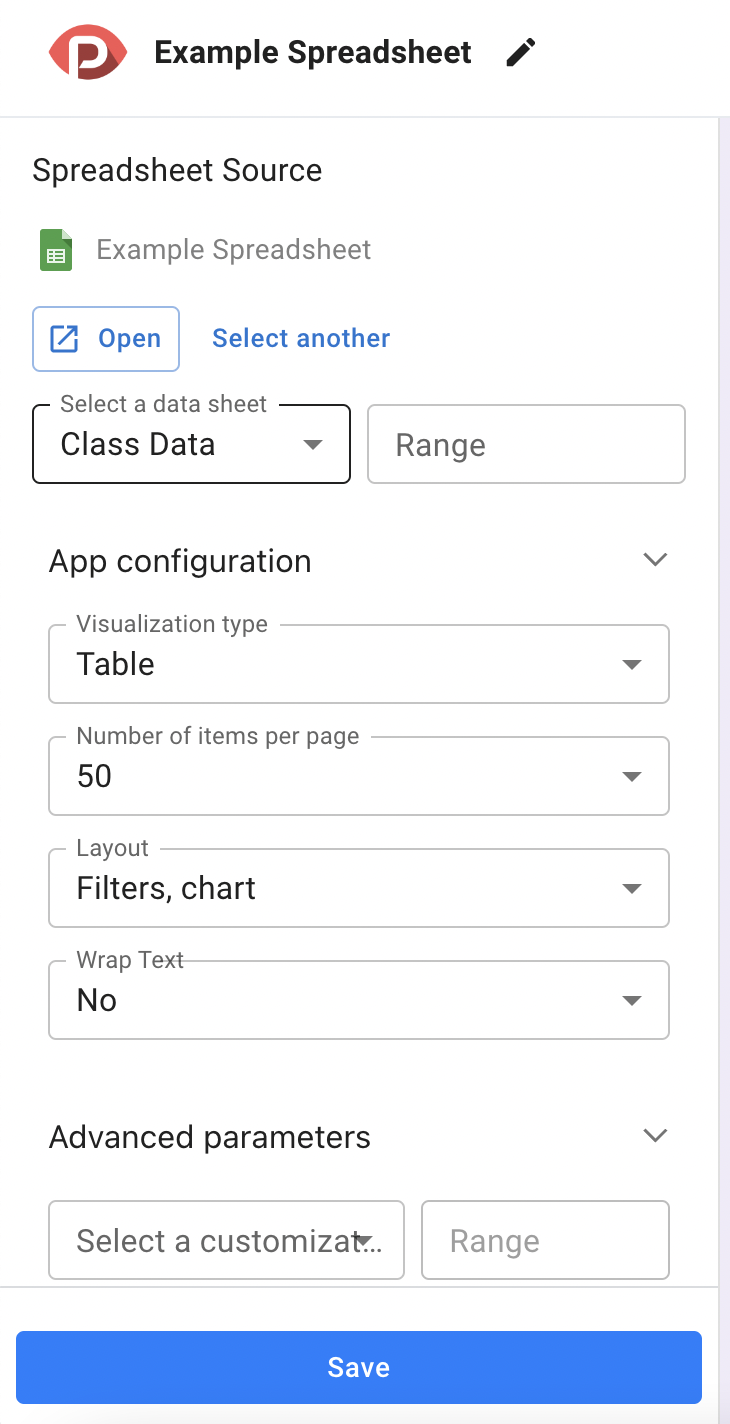 Example Spreadsheet
Spreadsheet Source
Example Spreadsheet
Open Select another
Select a data sheet
Class Data Range
App configuration
Visualization type
Table
Number of items per page
50
Layout
Filters, chart
Wrap Text
No
Advanced parameters
Select a customizat... Range
Save